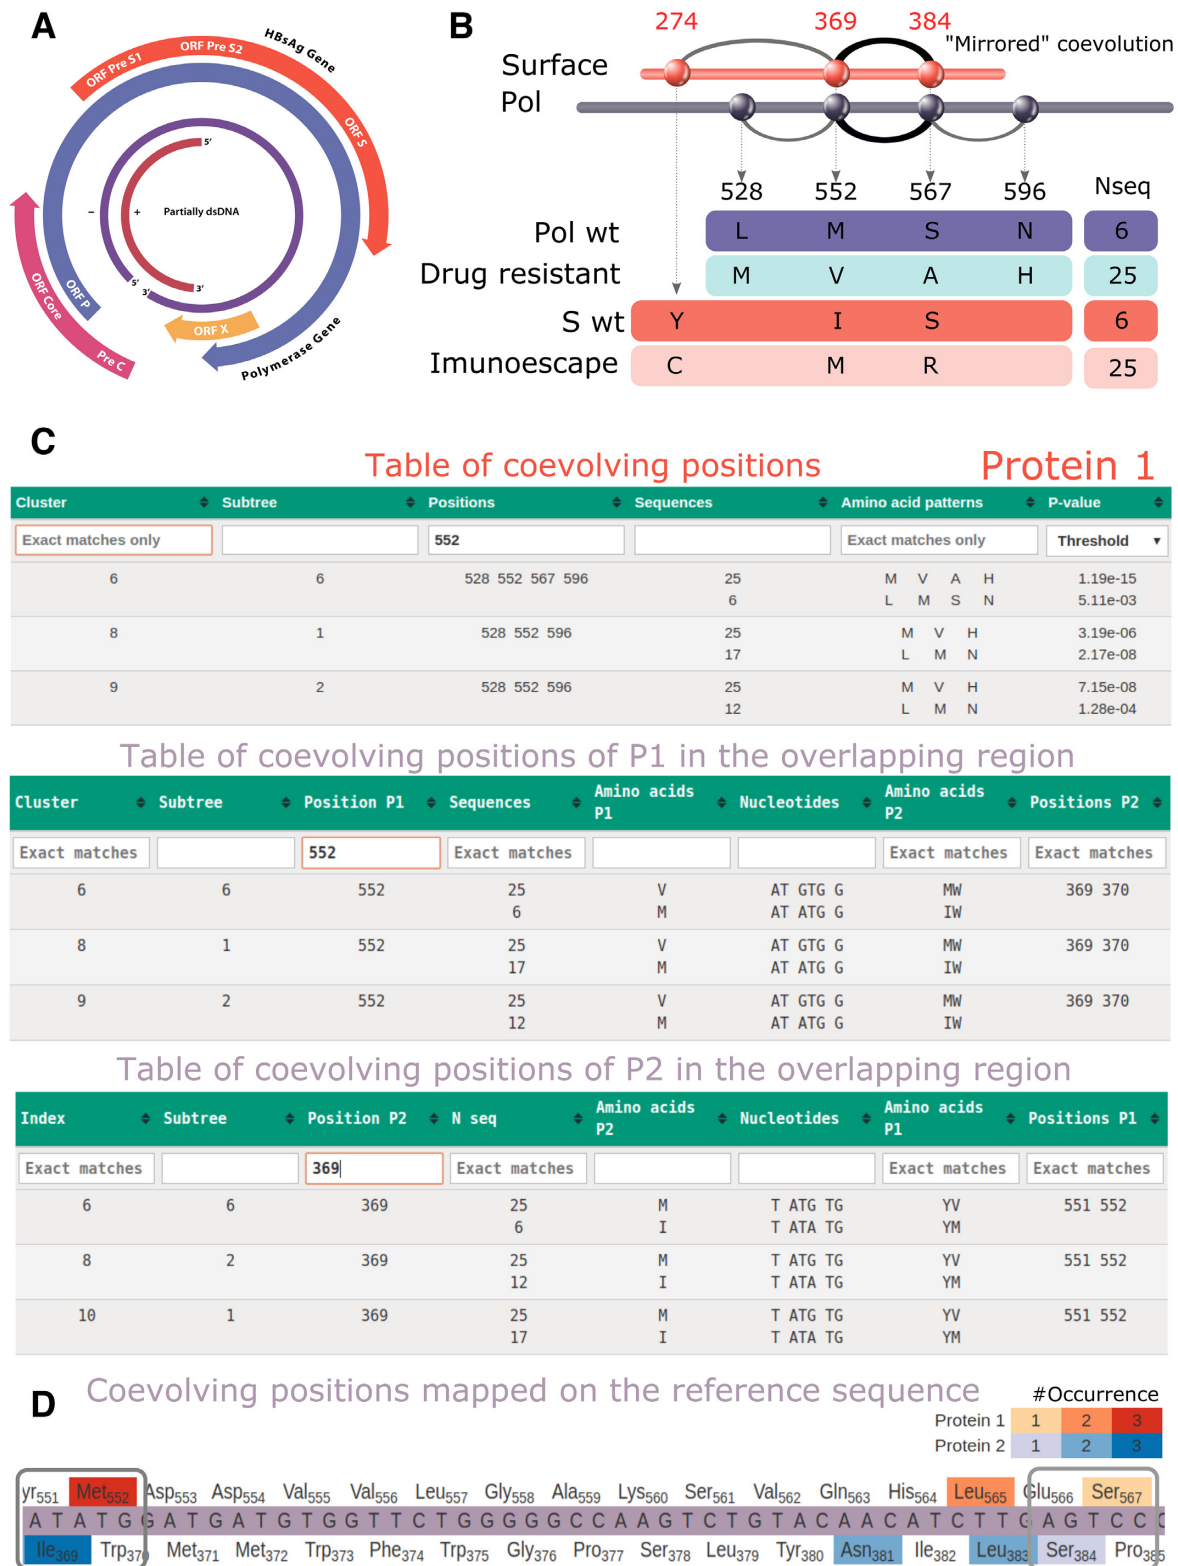 A
HBsAg Gene
ORF Pre S1
ORF Pre S2
ORF S
5'
− + Partially dsDNA
5'
3'
3'
ORF P
ORF Core
Pre C
ORF X
Polymerase Gene
B
274 369 384
"Mirrored" coevolution
Surface
Pol
528 552 567 596 Nseq
Pol wt L M S N 6
Drug resistant M V A H 25
S wt Y I S 6
Imunoescape C M R 25
C
Table of coevolving positions Protein 1
Cluster Subtree Positions Sequences Amino acid patterns P-value
Exact matches only 552 Exact matches only Threshold
6 6 528 552 567 596 25 M V A H 1.19e-15
6 L M S N 5.11e-03
8 1 528 552 596 25 M V H 3.19e-06
17 L M N 2.17e-08
9 2 528 552 596 25 M V H 7.15e-08
12 L M N 1.28e-04
Table of coevolving positions of P1 in the overlapping region
Cluster Subtree Position P1 Sequences Amino acids P1 Nucleotides Amino acids P2 Positions P2
Exact matches 552 Exact matches Exact matches Exact matches
6 6 552 25 V AT GTG G MW 369 370
6 M AT ATG G IW
8 1 552 25 V AT GTG G MW 369 370
17 M AT ATG G IW
9 2 552 25 V AT GTG G MW 369 370
12 M AT ATG G IW
Table of coevolving positions of P2 in the overlapping region
Index Subtree Position P2 N seq Amino acids P2 Nucleotides Amino acids P1 Positions P1
Exact matches 369 Exact matches Exact matches Exact matches
6 6 369 25 M T ATG TG YV 551 552
6 I T ATA TG YM
8 2 369 25 M T ATG TG YV 551 552
12 I T ATA TG YM
10 1 369 25 M T ATG TG YV 551 552
17 I T ATA TG YM
D
Coevolving positions mapped on the reference sequence
#Occurrence
Protein 1 1 2 3
Protein 2 1 2 3
yr551 Met552 Asp553 Asp554 Val555 Val556 Leu557 Gly558 Ala559 Lys560 Ser561 Val562 Gln563 His564 Leu565 Glu566 Ser567
A T A T G G A T G A T G T G G T T C T G G G G G C C A A G T C T G T A C A A C A T C T T G A G T C C C
Ile369 Trp370 Met371 Met372 Trp373 Phe374 Trp375 Gly376 Pro377 Ser378 Leu379 Tyr380 Asn381 Ile382 Leu383 Ser384 Pro385